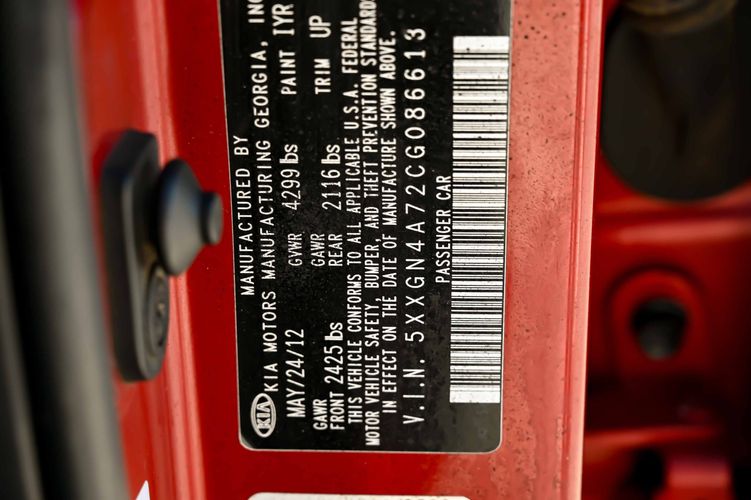 MANUFACTURED BY
KIA KIA MOTORS MANUFACTURING GEORGIA, INC
MAY/24/12 GVWR 4299 lbs PAINT IYR
GAWR FRONT 2425 lbs GAWR REAR 2116 lbs TRIM UP
THIS VEHICLE CONFORMS TO ALL APPLICABLE U.S.A. FEDERAL
MOTOR VEHICLE SAFETY, BUMPER, AND THEFT PREVENTION STANDARD
IN EFFECT ON THE DATE OF MANUFACTURE SHOWN ABOVE.
V.I.N. 5XXGN4A72CG086613
PASSENGER CAR